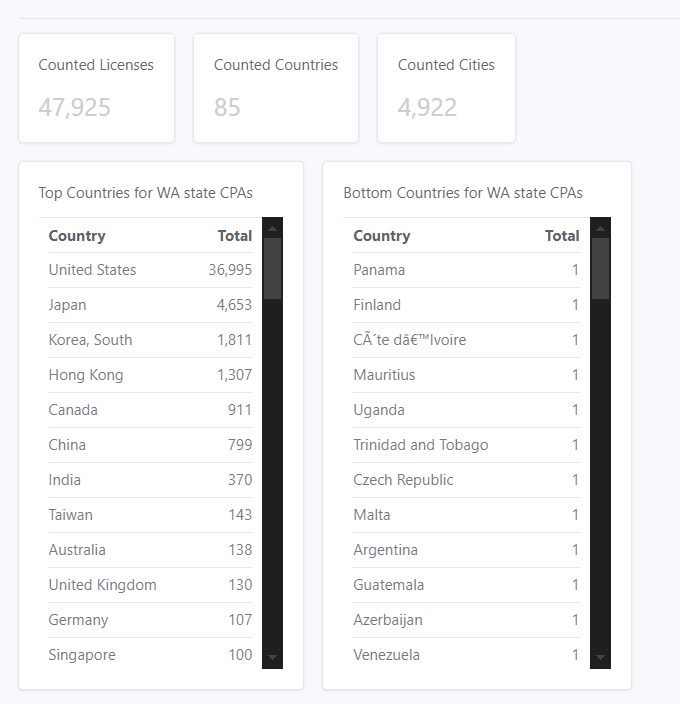 Counted Licenses
47,925
Counted Countries
85
Counted Cities
4,922
Top Countries for WA state CPAs
Country Total
United States 36,995
Japan 4,653
Korea, South 1,811
Hong Kong 1,307
Canada 911
China 799
India 370
Taiwan 143
Australia 138
United Kingdom 130
Germany 107
Singapore 100
Bottom Countries for WA state CPAs
Country Total
Panama 1
Finland 1
CÃ´te dâ€™Ivoire 1
Mauritius 1
Uganda 1
Trinidad and Tobago 1
Czech Republic 1
Malta 1
Argentina 1
Guatemala 1
Azerbaijan 1
Venezuela 1